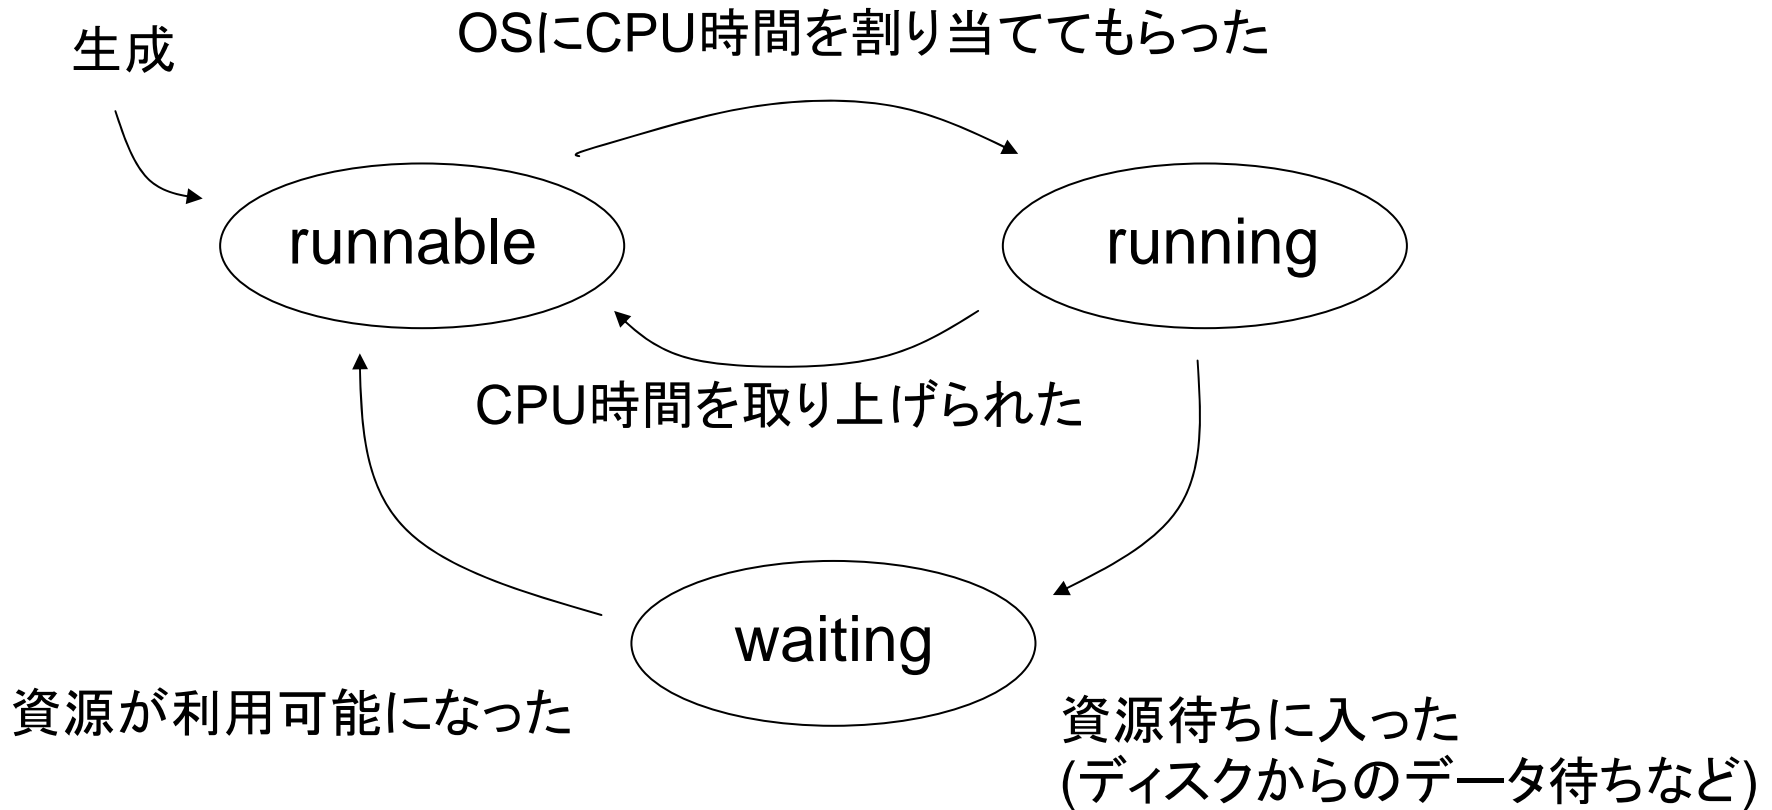 生成
OSにCPU時間を割り当ててもらった
runnable
running
CPU時間を取り上げられた
waiting
資源が利用可能になった
資源待ちに入った
(ディスクからのデータ待ちなど)